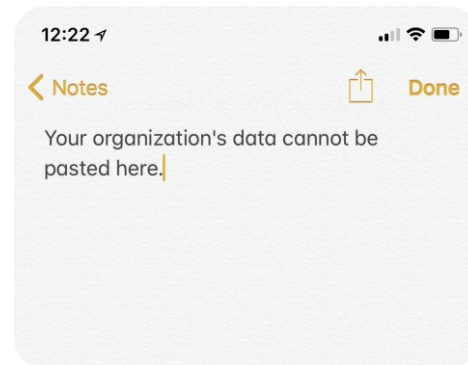 12:22
Notes
Done
Your organization's data cannot be
pasted here.